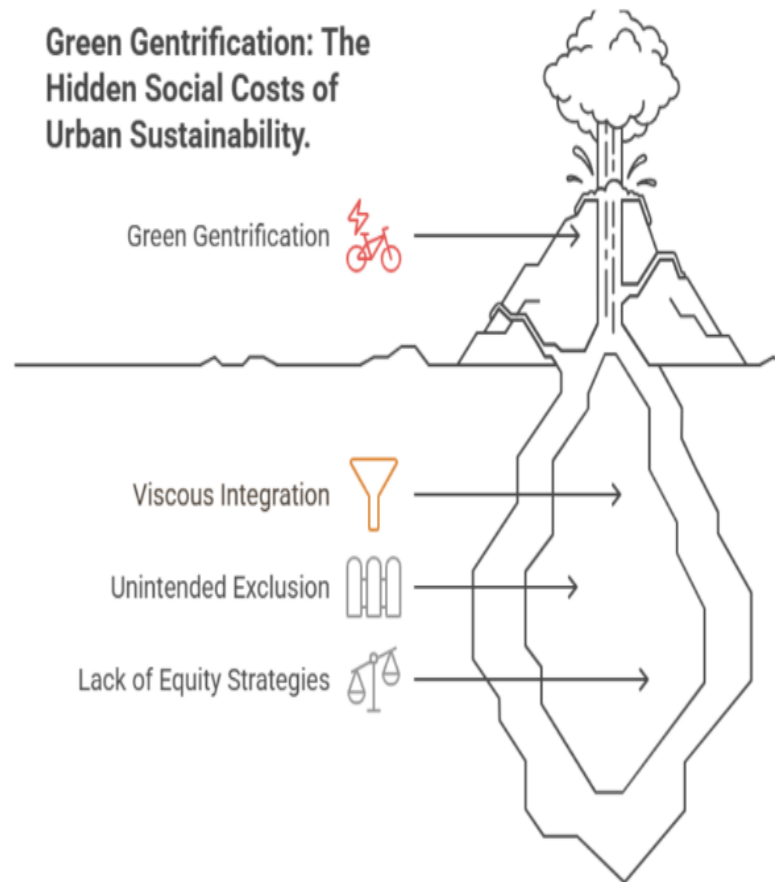 Green Gentrification: The
Hidden Social Costs of
Urban Sustainability.
Green Gentrification
Viscous Integration
Unintended Exclusion
Lack of Equity Strategies